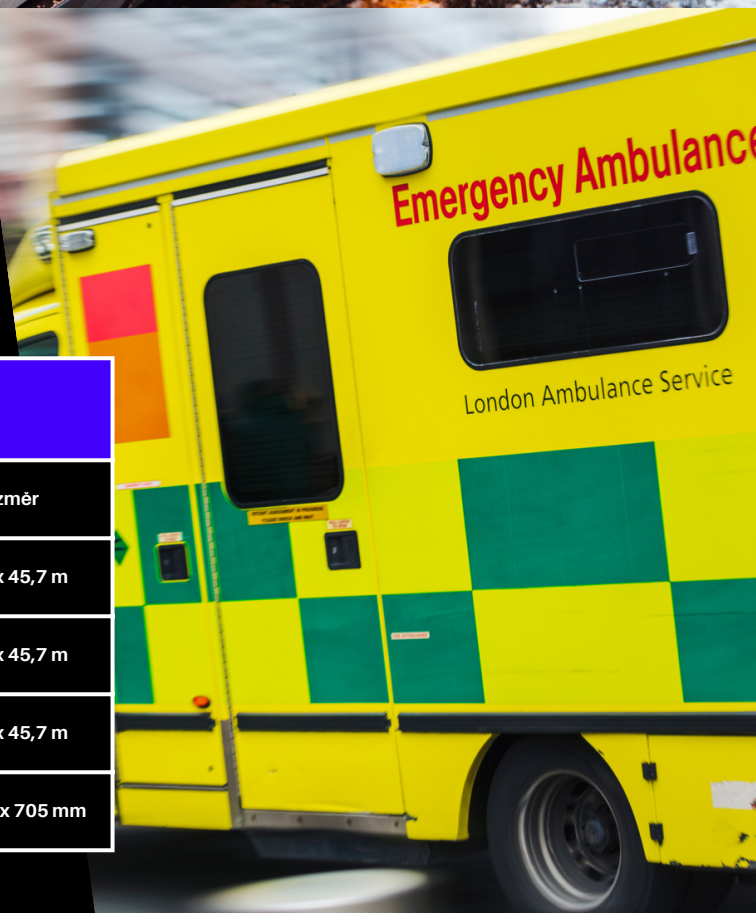 Emergency Ambulance
London Ambulance Service
změr
x 45,7 m
x 45,7 m
x 45,7 m
x 705 mm